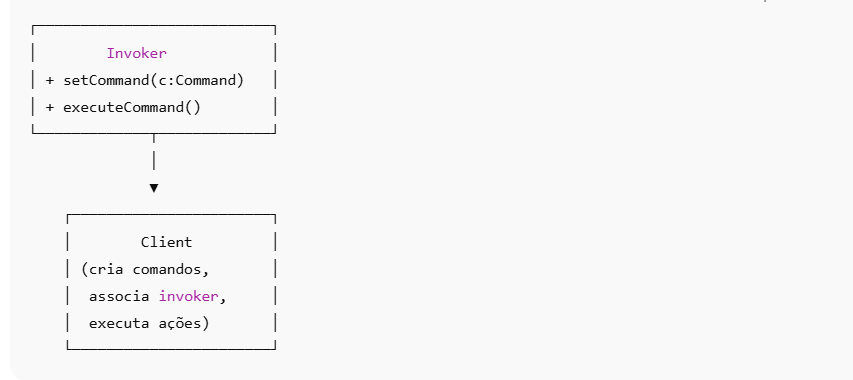 Invoker
+ setCommand(c:Command)
+ executeCommand()
Client
(cria comandos,
associa invoker,
executa ações)